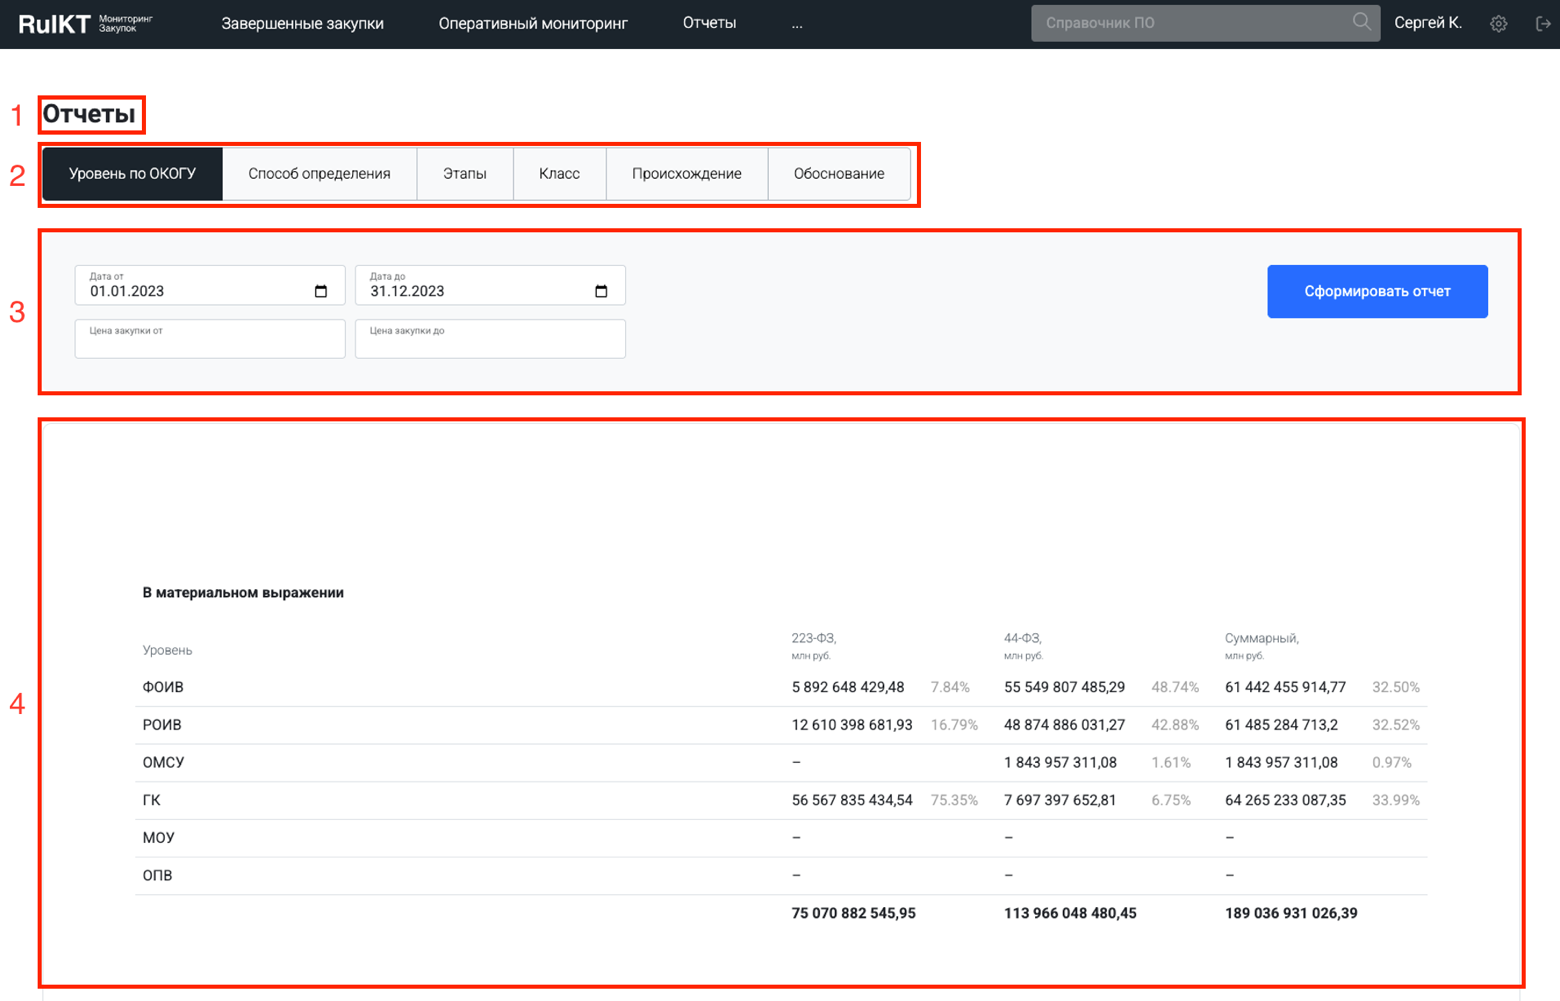 RuIKT Мониторинг Закупок Завершенные закупки Оперативный мониторинг Отчеты ... Справочник ПО Сергей К.
1 Отчеты
2 Уровень по ОКОГУ Способ определения Этапы Класс Происхождение Обоснование
Дата от Дата до
01.01.2023 31.12.2023 Сформировать отчет
3
Цена закупки от Цена закупки до
В материальном выражении
223-ФЗ, 44-ФЗ, Суммарный,
Уровень млн руб. млн руб. млн руб.
ФОИВ 5 892 648 429,48 7.84% 55 549 807 485,29 48.74% 61 442 455 914,77 32.50%
4
РОИВ 12 610 398 681,93 16.79% 48 874 886 031,27 42.88% 61 485 284 713,2 32.52%
ОМСУ – 1 843 957 311,08 1.61% 1 843 957 311,08 0.97%
ГК 56 567 835 434,54 75.35% 7 697 397 652,81 6.75% 64 265 233 087,35 33.99%
МОУ – – –
ОПВ – – –
75 070 882 545,95 113 966 048 480,45 189 036 931 026,39